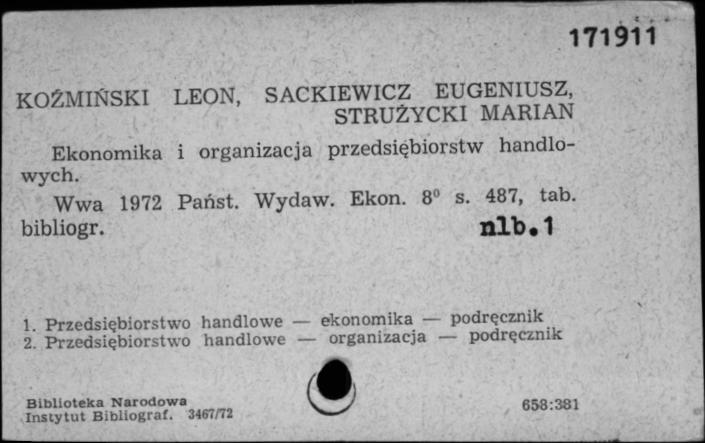 171911
KOŹMIŃSKI LEON, SACKIEWICZ EUGENIUSZ,
STRUŻYCKI MARIAN
Ekonomika i organizacja przedsiębiorstw handlo-
wych.
Wwa 1972 Państ. Wydaw. Ekon. 8⁰ s. 487, tab.
bibliogr. nlb.1
1. Przedsiębiorstwo handlowe — ekonomika — podręcznik
2. Przedsiębiorstwo handlowe — organizacja — podręcznik
Biblioteka Narodowa
Instytut Bibliograf. 3467/72 658:381